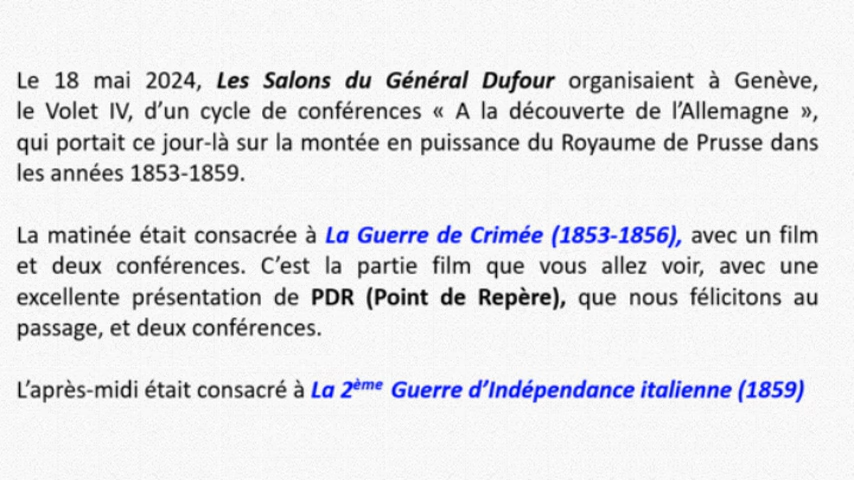 Le 18 mai 2024, Les Salons du Général Dufour organisaient à Genève,
le Volet IV, d’un cycle de conférences « A la découverte de l’Allemagne »,
qui portait ce jour-là sur la montée en puissance du Royaume de Prusse dans
les années 1853-1859.
La matinée était consacrée à La Guerre de Crimée (1853-1856), avec un film
et deux conférences. C’est la partie film que vous allez voir, avec une
excellente présentation de PDR (Point de Repère), que nous félicitons au
passage, et deux conférences.
L’après-midi était consacré à La 2ème Guerre d’Indépendance italienne (1859)